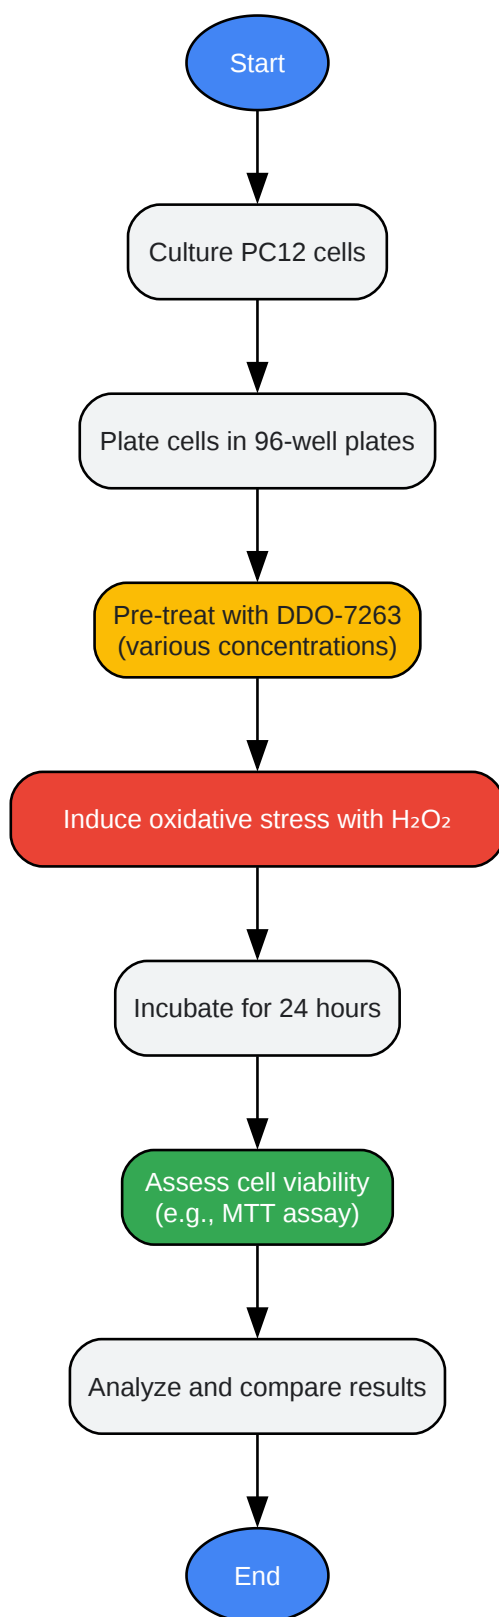 Start
Culture PC12 cells
Plate cells in 96-well plates
Pre-treat with DDO-7263
(various concentrations)
Induce oxidative stress with H₂O₂
Incubate for 24 hours
Assess cell viability
(e.g., MTT assay)
Analyze and compare results
End